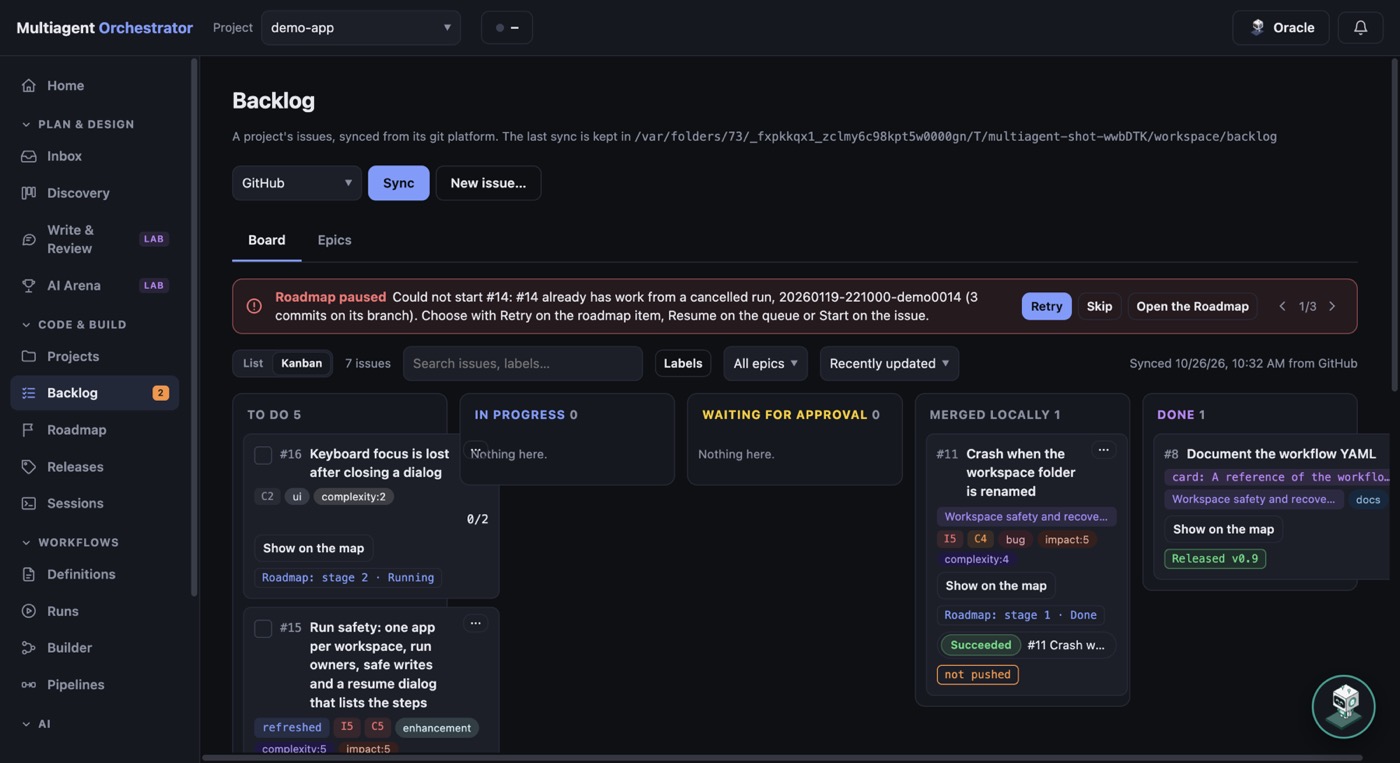 Multiagent Orchestrator
Project
demo-app
–
Oracle
Home
PLAN & DESIGN
Inbox
Discovery
Write &
Review
LAB
AI Arena
LAB
CODE & BUILD
Projects
Backlog
2
Roadmap
Releases
Sessions
WORKFLOWS
Definitions
Runs
Builder
Pipelines
AI
Backlog
A project's issues, synced from its git platform. The last sync is kept in /var/folders/73/_fxpkkqx1_zclmy6c98kpt5w0000gn/T/multiagent-shot-wwbDTK/workspace/backlog
GitHub
Sync
New issue...
Board
Epics
Roadmap paused Could not start #14: #14 already has work from a cancelled run, 20260119-221000-demo0014 (3
commits on its branch). Choose with Retry on the roadmap item, Resume on the queue or Start on the issue.
Retry
Skip
Open the Roadmap
1/3
List
Kanban
7 issues
Search issues, labels...
Labels
All epics
Recently updated
Synced 10/26/26, 10:32 AM from GitHub
TO DO 5
#16 Keyboard focus is lost
after closing a dialog
...
C2
ui
complexity:2
0/2
Show on the map
Roadmap: stage 2 · Running
#15 Run safety: one app
per workspace, run
owners, safe writes
and a resume dialog
that lists the steps
...
refreshed
I5
C5
enhancement
complexity:5
impact:5
IN PROGRESS 0
Nothing here.
WAITING FOR APPROVAL 0
Nothing here.
MERGED LOCALLY 1
#11 Crash when the
workspace folder
is renamed
...
Workspace safety and recove...
I5
C4
bug
impact:5
complexity:4
Show on the map
Roadmap: stage 1 · Done
Succeeded
#11 Crash w...
not pushed
DONE 1
#8 Document the workflow YAML
card: A reference of the workflo...
Workspace safety and recove...
docs
Show on the map
Released v0.9